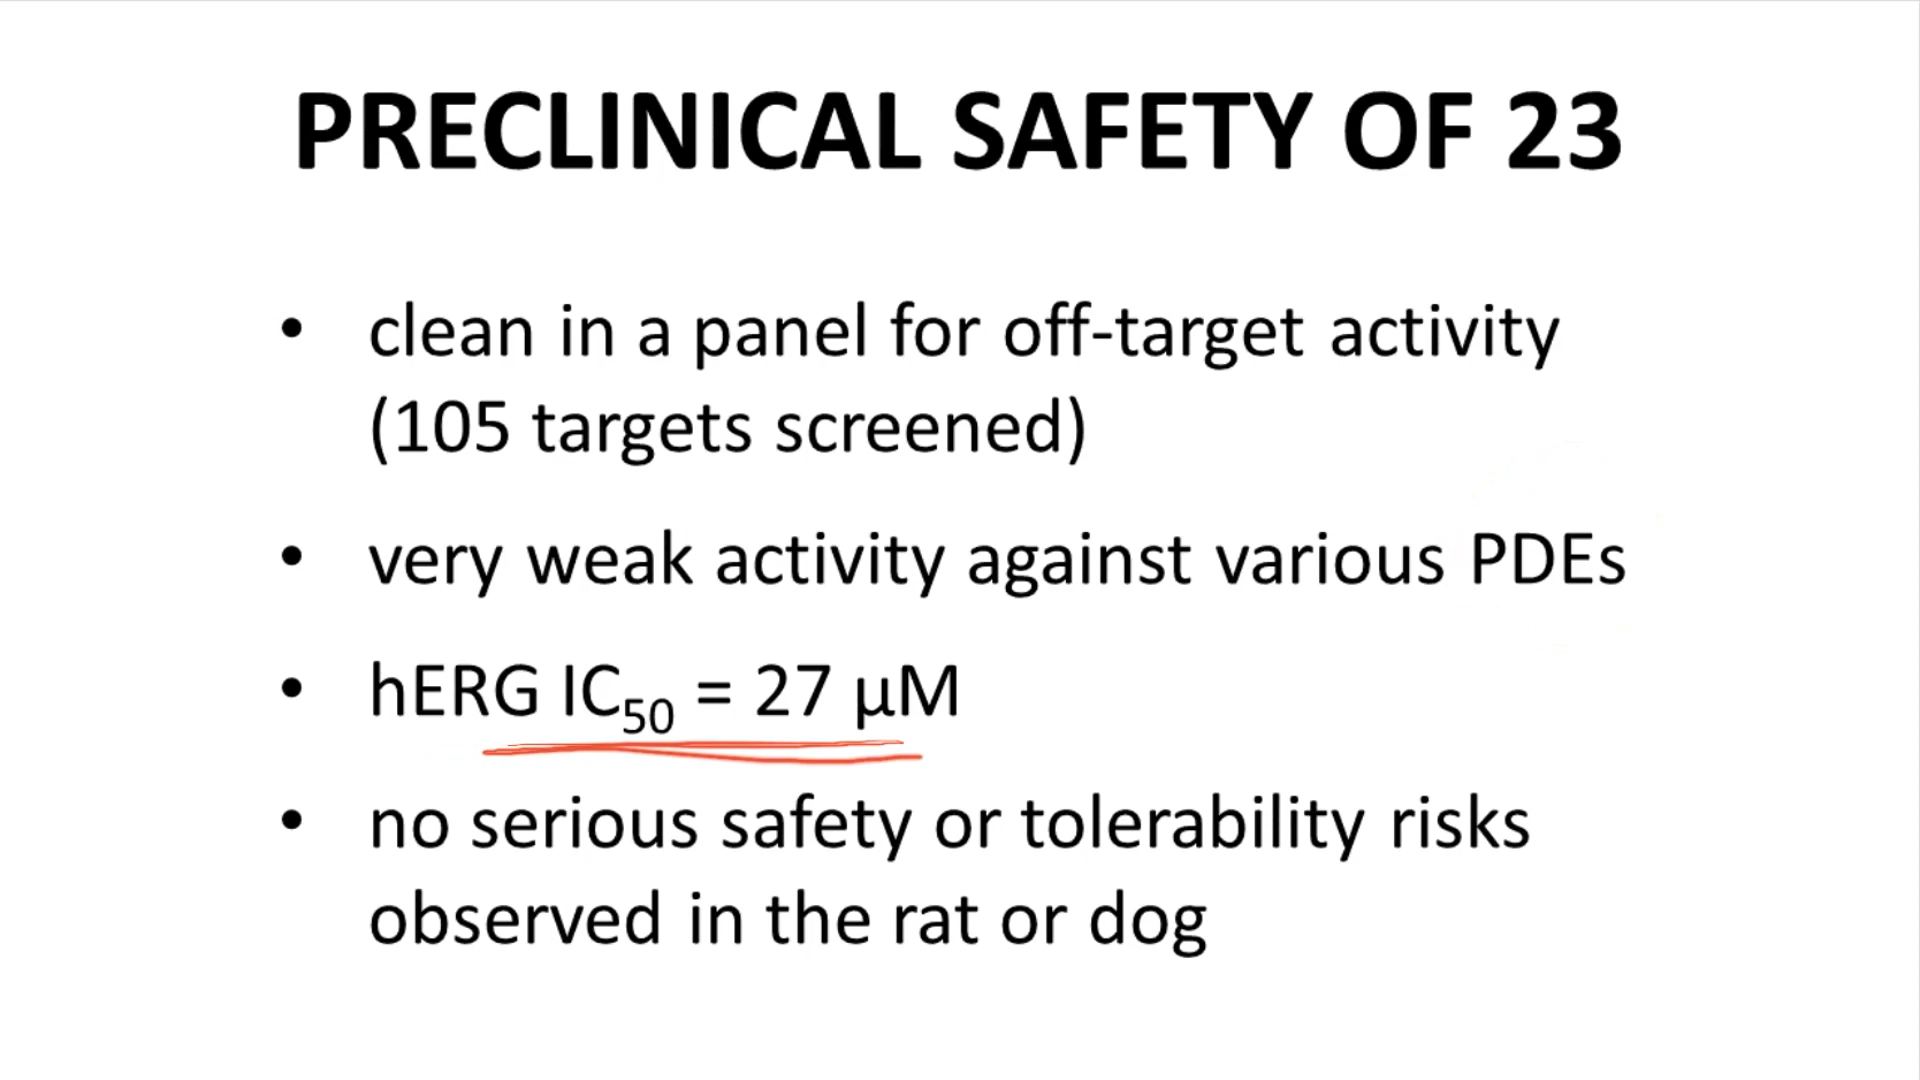 PRECLINICAL SAFETY OF 23
• clean in a panel for off-target activity
(105 targets screened)
• very weak activity against various PDEs
• hERG IC₅₀ = 27 µM
• no serious safety or tolerability risks
observed in the rat or dog